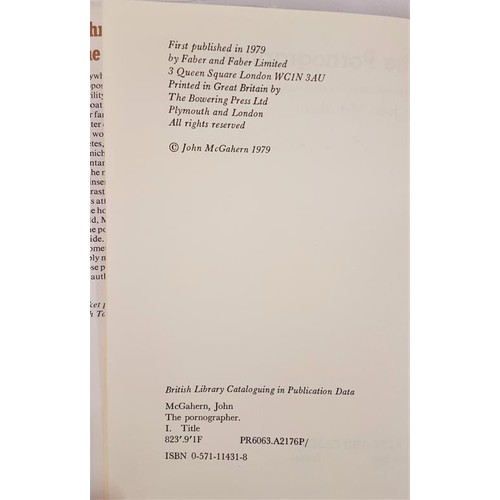 First published in 1979
by Faber and Faber Limited
3 Queen Square London WC1N 3AU
Printed in Great Britain by
The Bowering Press Ltd
Plymouth and London
All rights reserved
© John McGahern 1979
British Library Cataloguing in Publication Data
McGahern, John
The pornographer.
I. Title
823'.9'1F PR6063.A2176P/
ISBN 0-571-11431-8